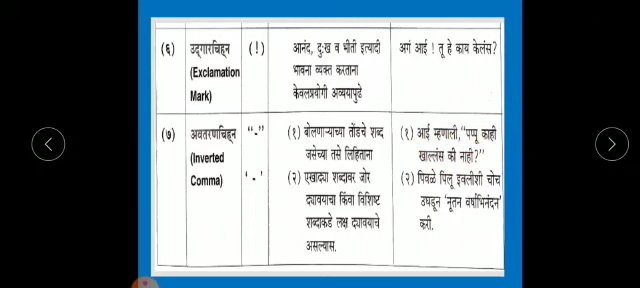 (६) उद्‌गारचिह्न (!) आनंद, दुःख व भीती इत्यादी अगं आई ! तू हे काय केलंस?
(Exclamation भावना व्यक्त करताना
Mark) केवलप्रयोगी अव्ययापुढे
(७) अवतरणचिह्न “-” (१) बोलणाऱ्याच्या तोंडचे शब्द (१) आई म्हणाली, “पप्पू काही
(Inverted जसेच्या तसे लिहिताना खाल्लंस की नाही?”
Comma) ‘-’ (२) एखाद्या शब्दावर जोर (२) पिवळे पिलू इवलीशी चोच
द्यावयाचा किंवा विशिष्ट उघडून ‘नूतन वर्षाभिनंदन’
शब्दाकडे लक्ष द्यावयाचे करी.
असल्यास.